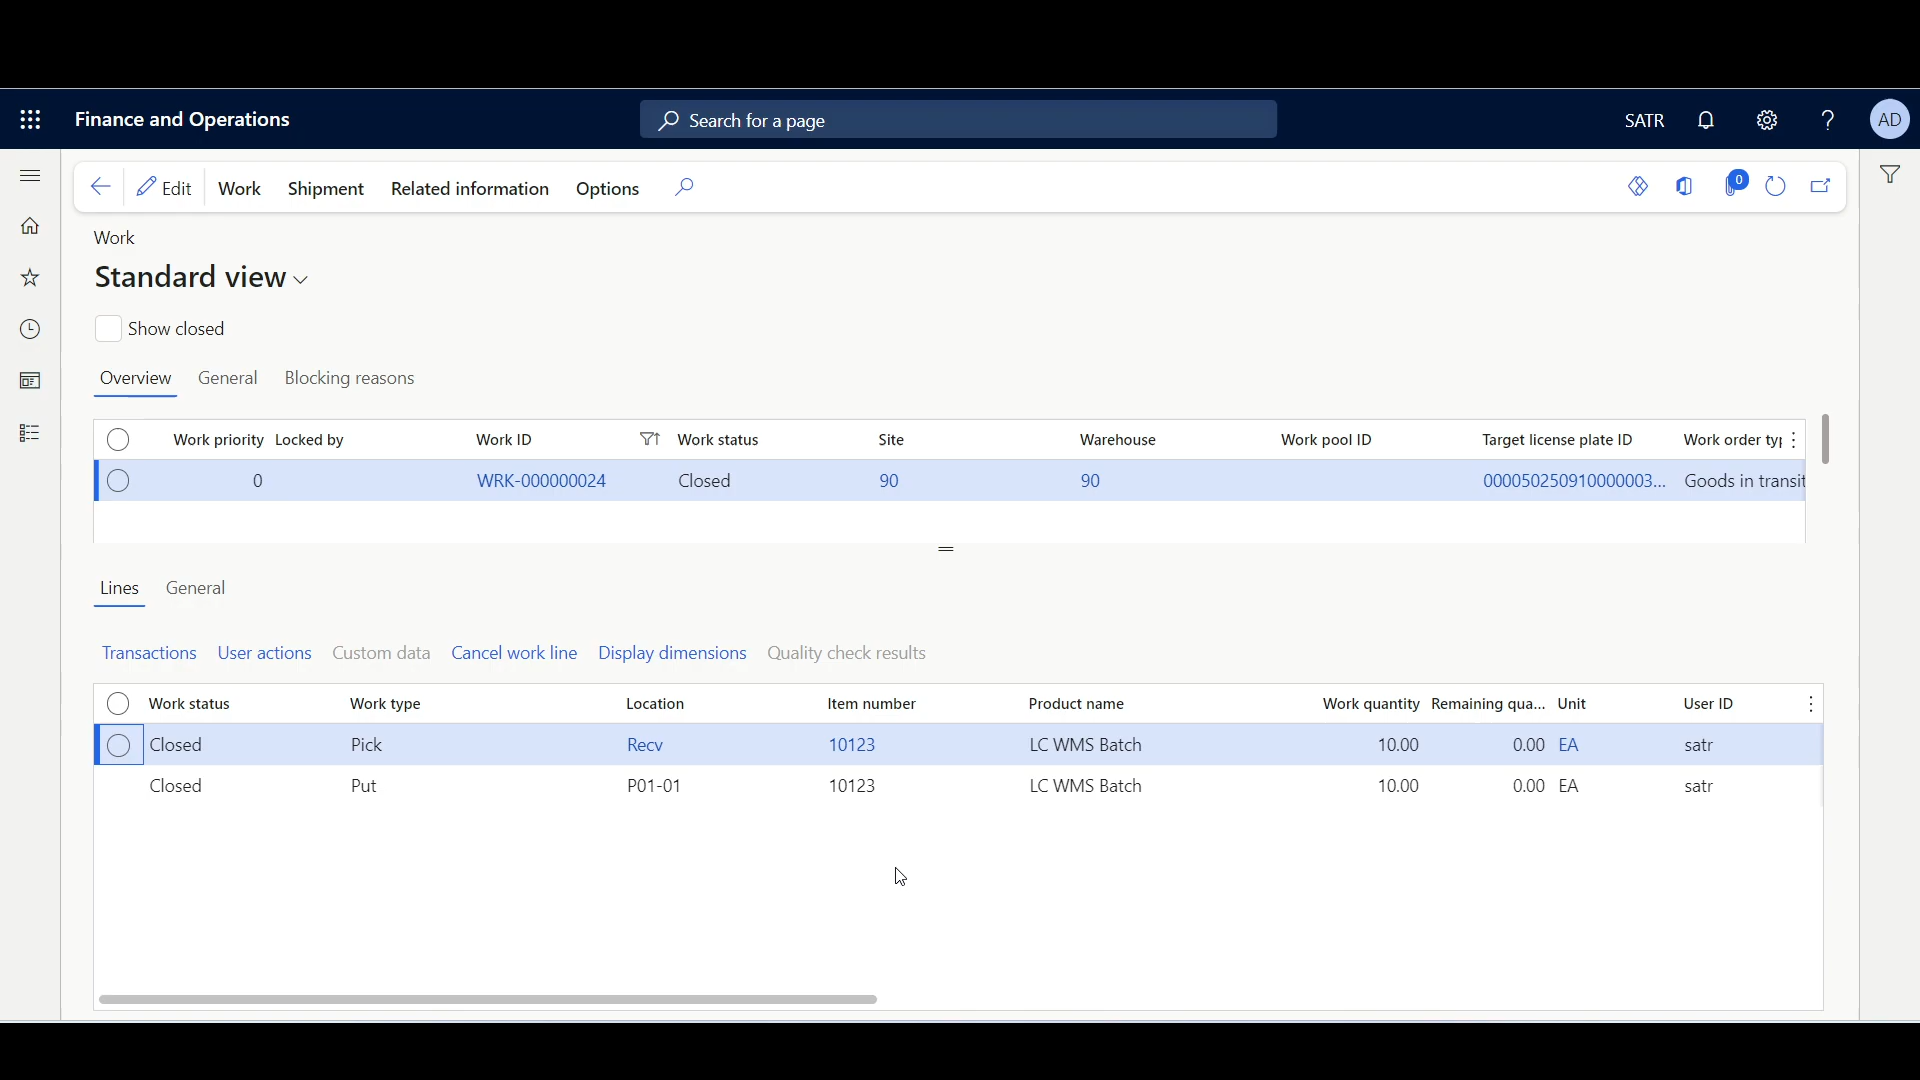 Finance and Operations
Search for a page
SATR
?
AD
Edit
Work
Shipment
Related information
Options
0
Work
Standard view
Show closed
Overview General Blocking reasons
Work priority Locked by Work ID Work status Site Warehouse Work pool ID Target license plate ID Work order typ
0 WRK-000000024 Closed 90 90 000050250910000003... Goods in transit
Lines General
Transactions User actions Custom data Cancel work line Display dimensions Quality check results
Work status Work type Location Item number Product name Work quantity Remaining qua... Unit User ID
Closed Pick Recv 10123 LC WMS Batch 10.00 0.00 EA satr
Closed Put P01-01 10123 LC WMS Batch 10.00 0.00 EA satr